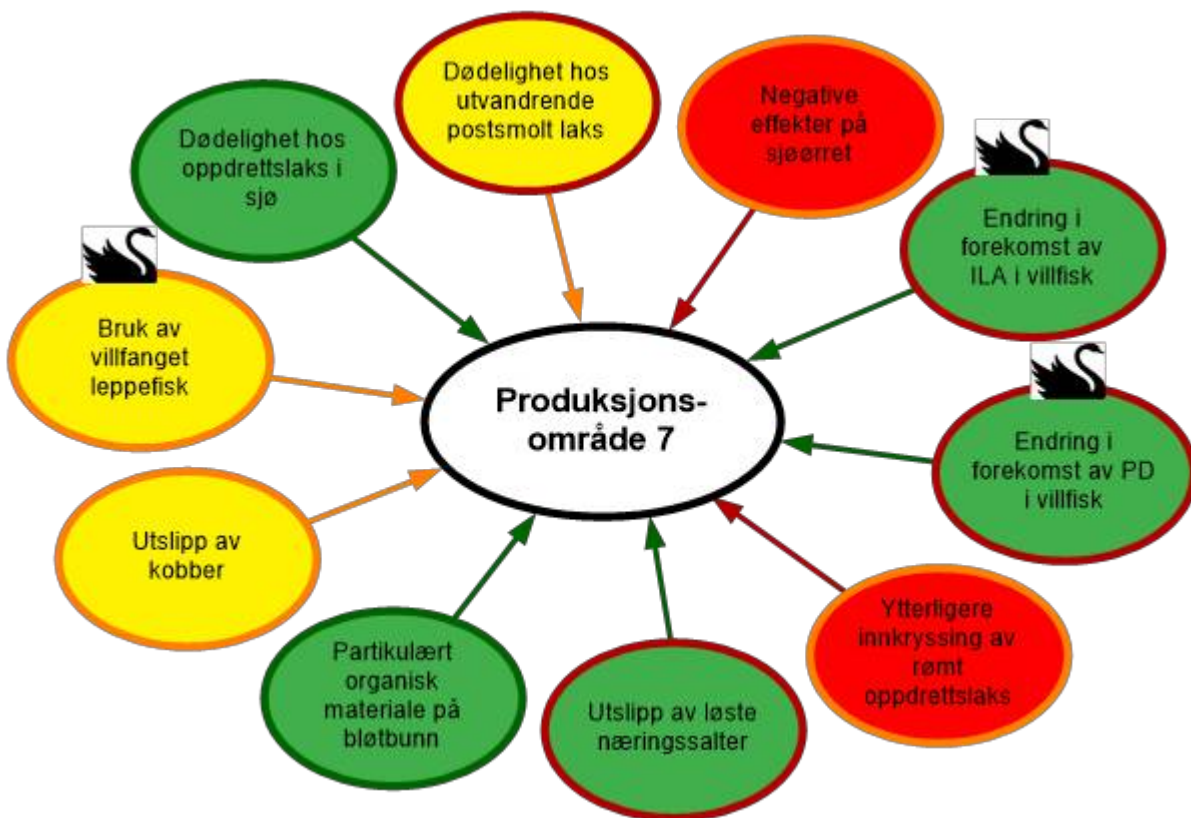 Dødelighet hos
utvandrende
postsmolt laks
Negative
effekter på
sjøørret
Dødelighet hos
oppdrettslaks i
sjø
Endring i
forekomst av
ILA i villfisk
Bruk av
villfanget
leppefisk
Produksjons-
område 7
Endring i
forekomst av PD
i villfisk
Utslipp av
kobber
Partikulært
organisk
materiale på
bløtbunn
Utslipp av løste
næringssalter
Ytterligere
innkryssing av
rømt
oppdrettslaks